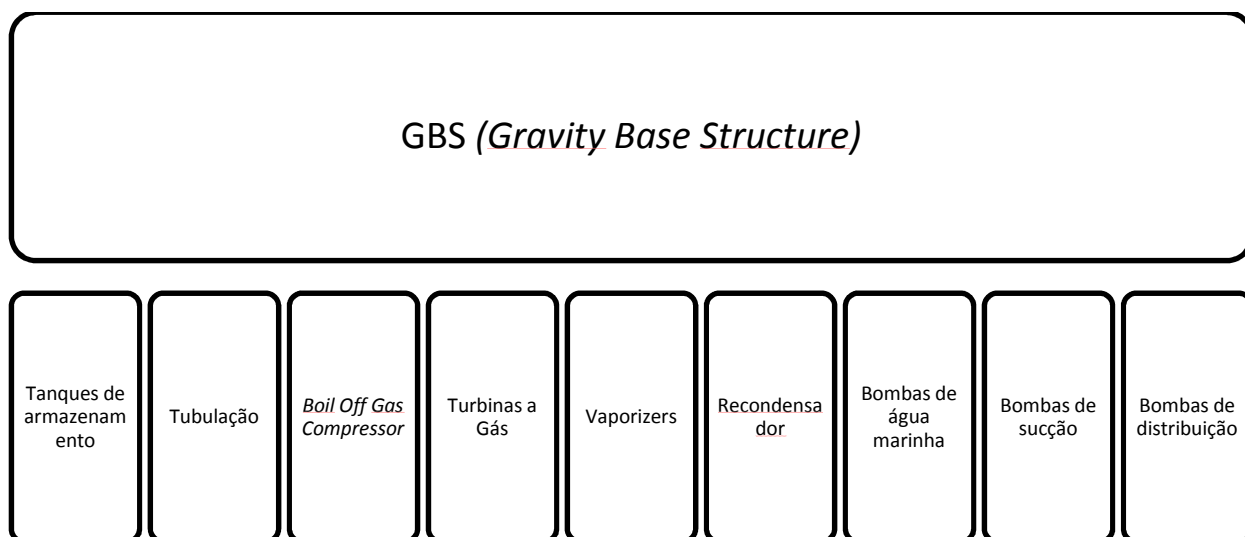 GBS (Gravity Base Structure)
Tanques de
armazenam
ento
Tubulação
Boil Off Gas
Compressor
Turbinas a
Gás
Vaporizers
Recondensa
dor
Bombas de
água
marinha
Bombas de
sucção
Bombas de
distribuição